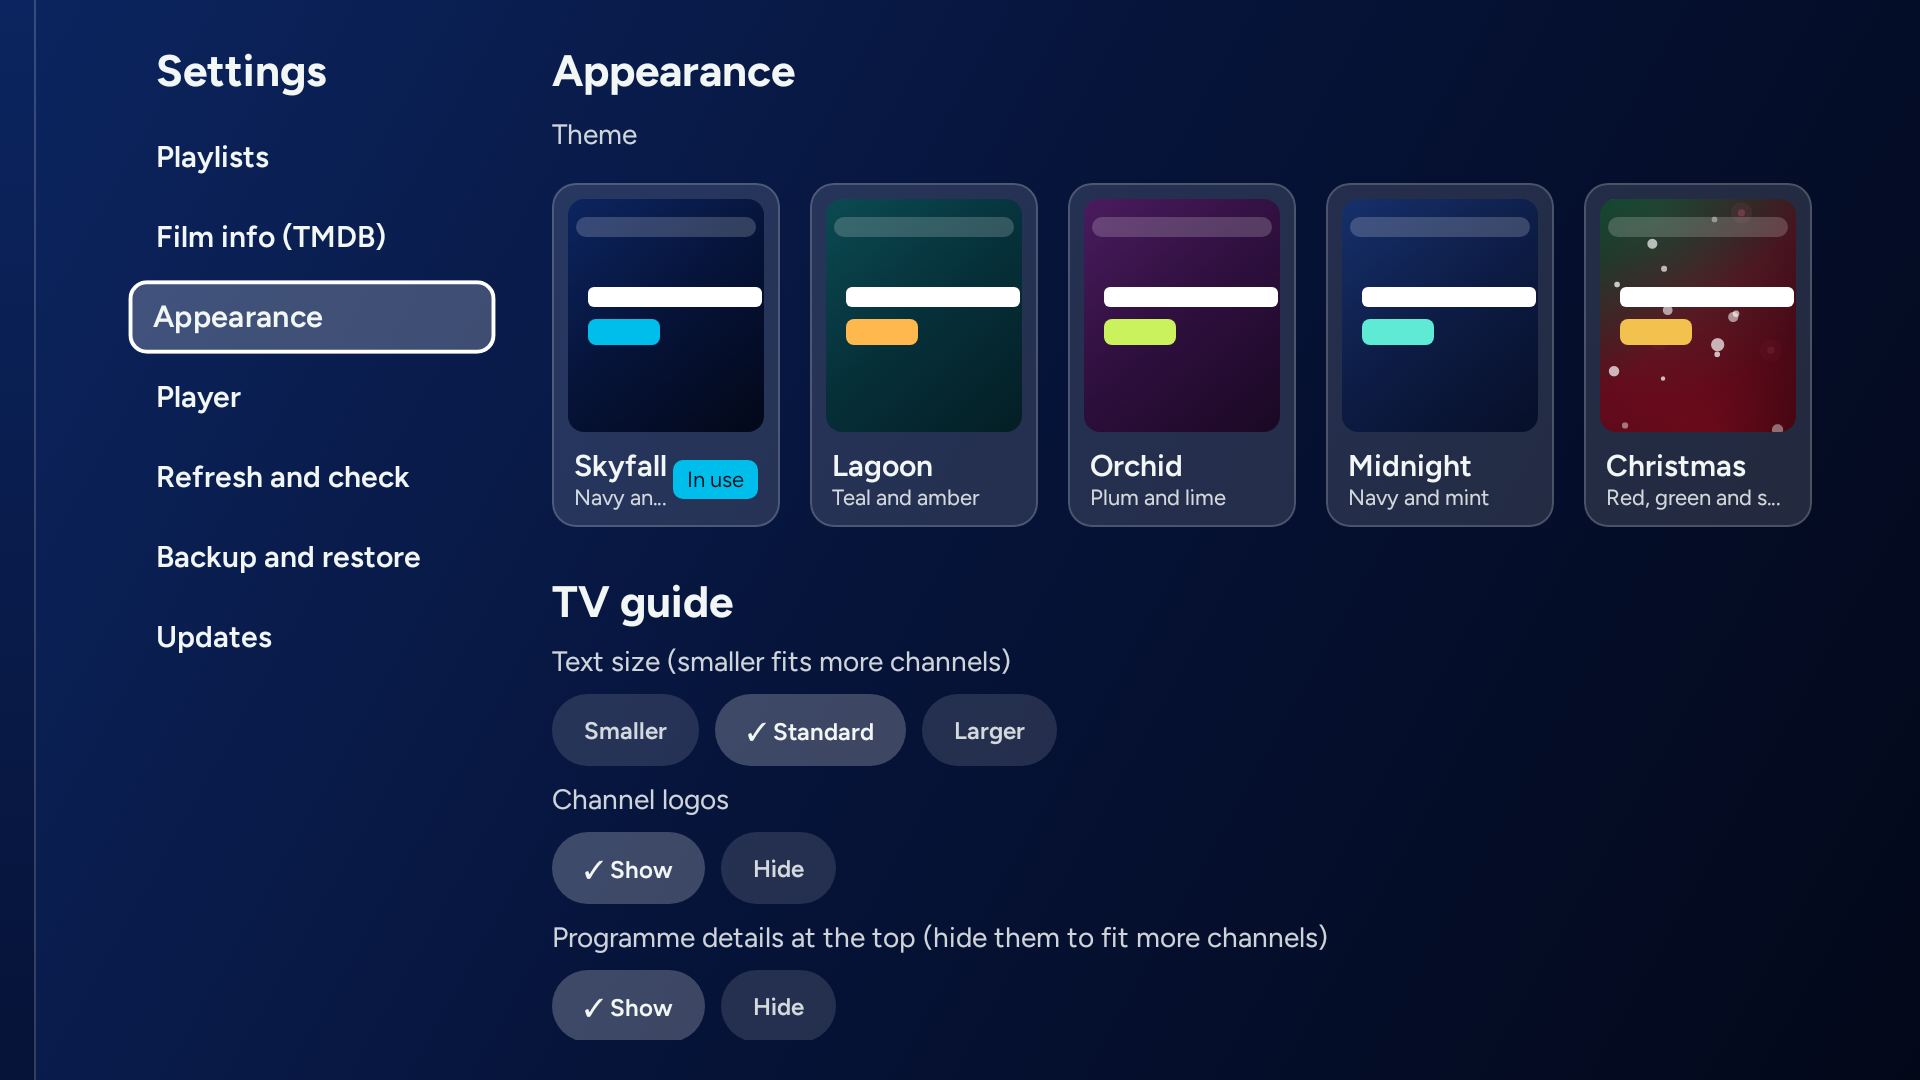 Settings
Playlists
Film info (TMDB)
Appearance
Player
Refresh and check
Backup and restore
Updates
Appearance
Theme
Skyfall
Navy an...
In use
Lagoon
Teal and amber
Orchid
Plum and lime
Midnight
Navy and mint
Christmas
Red, green and s...
TV guide
Text size (smaller fits more channels)
Smaller
✓ Standard
Larger
Channel logos
✓ Show
Hide
Programme details at the top (hide them to fit more channels)
✓ Show
Hide